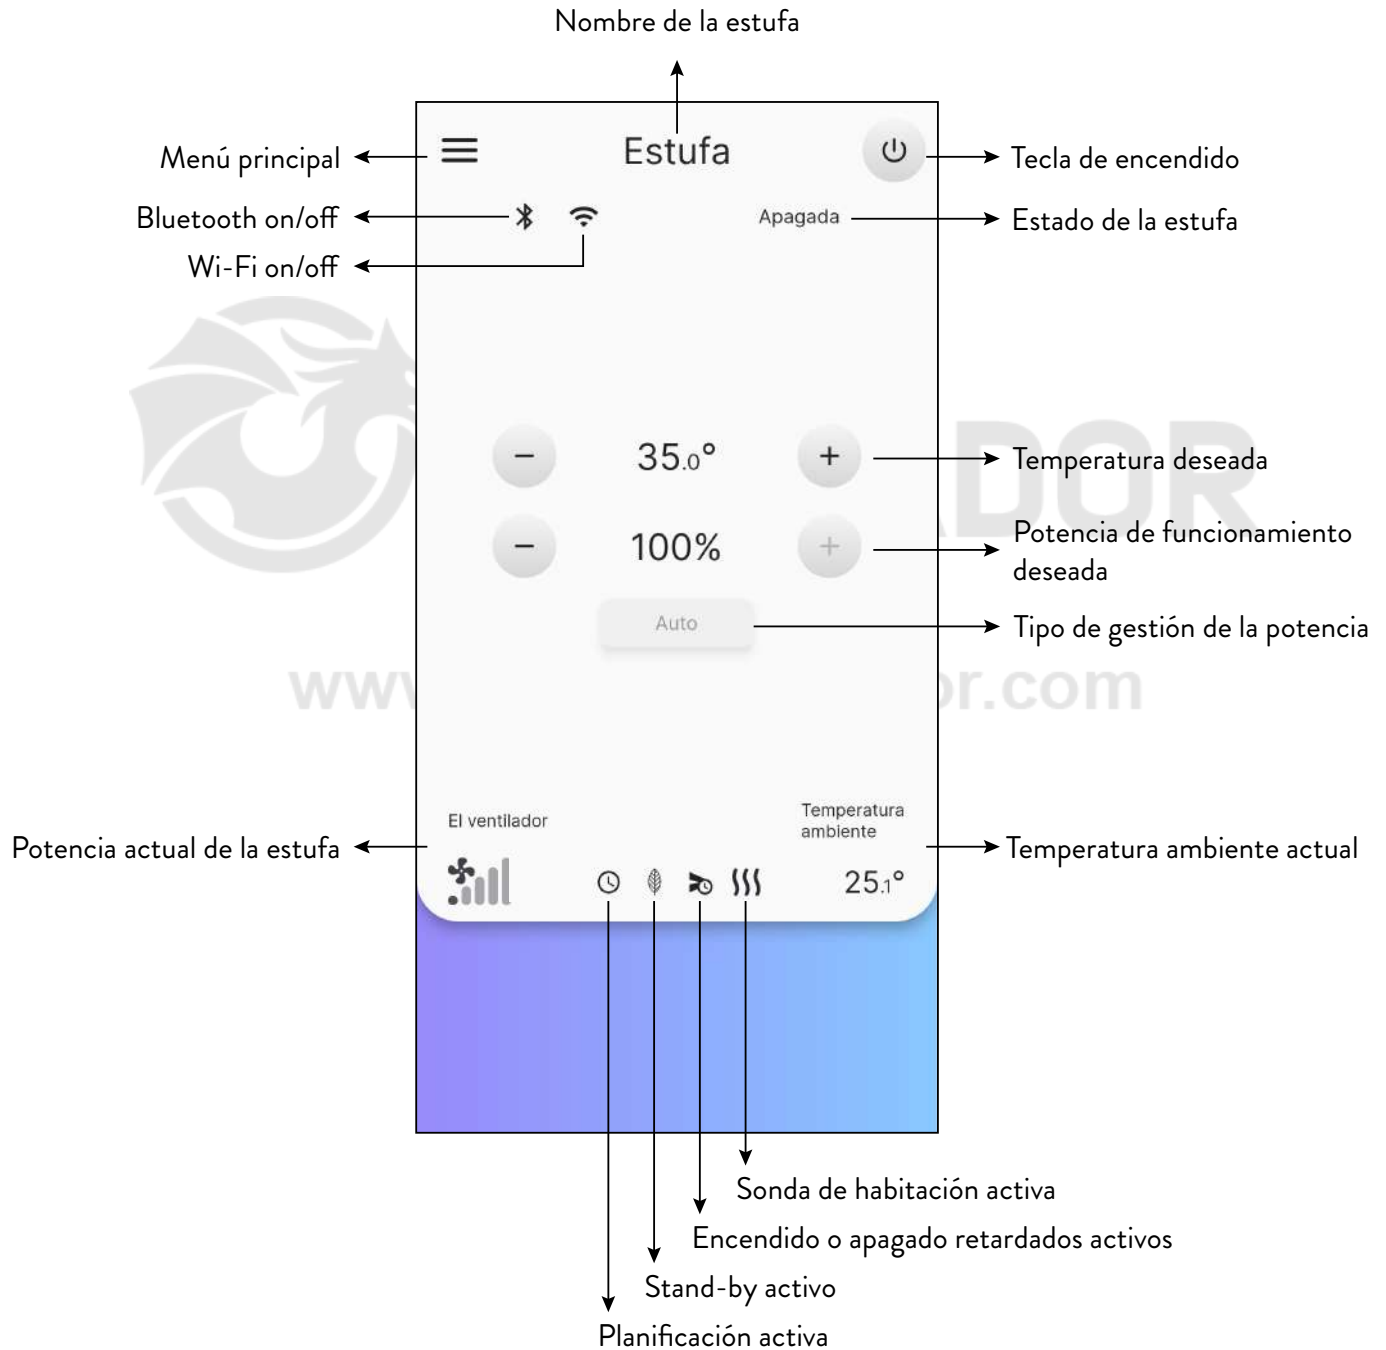 Nombre de la estufa
Menú principal
Estufa
Tecla de encendido
Bluetooth on/off
Apagada
Estado de la estufa
Wi-Fi on/off
35.0°
Temperatura deseada
100%
Potencia de funcionamiento
deseada
Auto
Tipo de gestión de la potencia
El ventilador
Temperatura
ambiente
Potencia actual de la estufa
Temperatura ambiente actual
25.1°
Sonda de habitación activa
Encendido o apagado retardados activos
Stand-by activo
Planificación activa